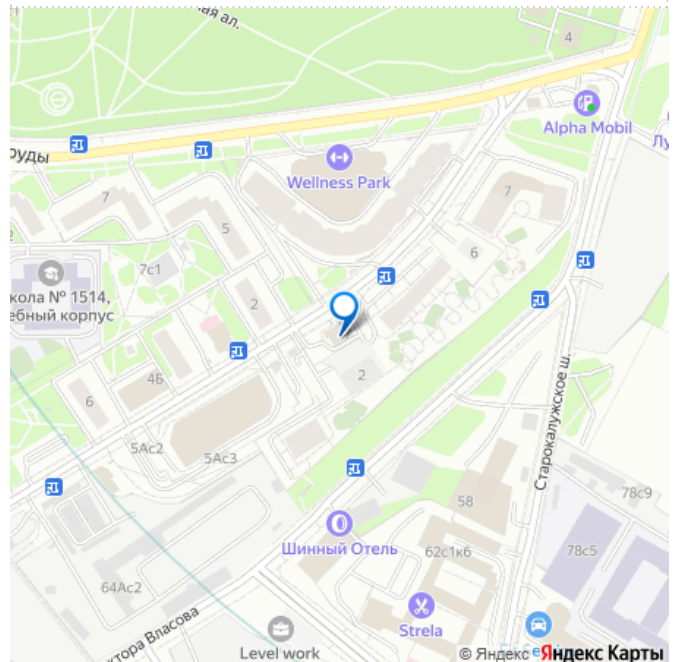 ная ал.
4
Alpha Mobil
Лу
руды
Wellness Park
7
7
5
2
6
7с1
кола № 1514,
ебный корпус
2
4Б
6
2
5Ас2
5Ас3
Старокалужское ш.
58
78с9
Шинный Отель
62с1к6
78с5
64Ас2
ктора Власова
Strela
Level work
© Яндекс Яндекс Карты